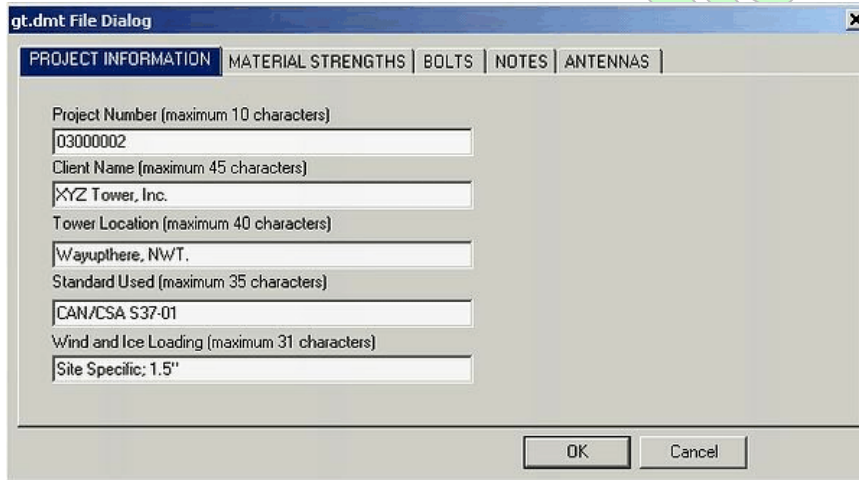 gt.dmt File Dialog
PROJECT INFORMATION MATERIAL STRENGTHS BOLTS NOTES ANTENNAS
Project Number (maximum 10 characters)
03000002
Client Name (maximum 45 characters)
XYZ Tower, Inc.
Tower Location (maximum 40 characters)
Wayupthere, NWT.
Standard Used (maximum 35 characters)
CAN/CSA S37-01
Wind and Ice Loading (maximum 31 characters)
Site Specific; 1.5"
OK Cancel